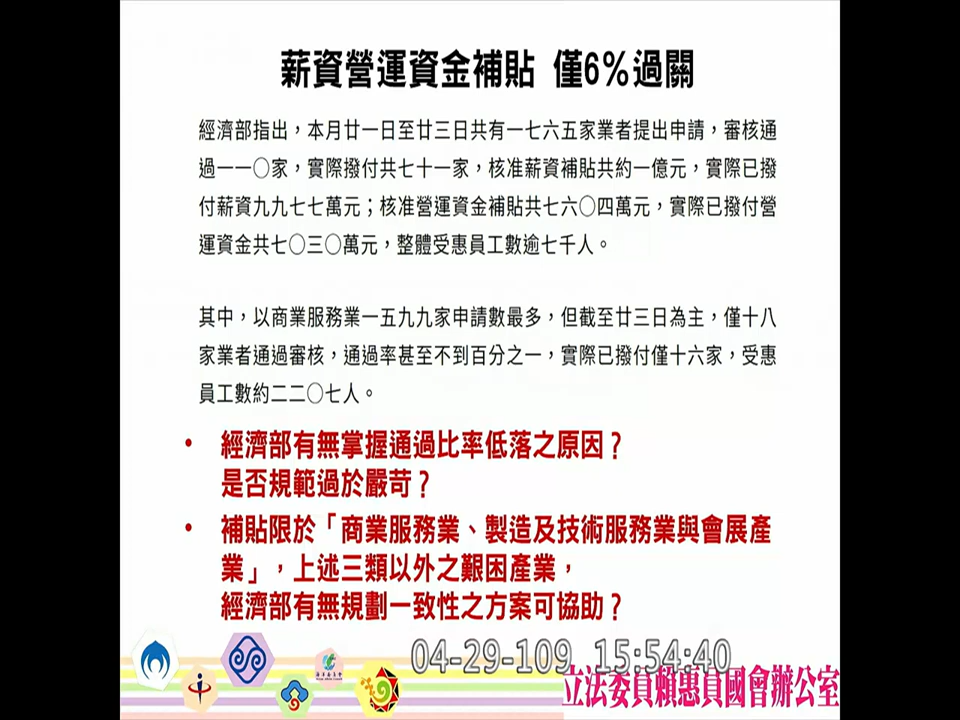 薪資營運資金補貼 僅6%過關
經濟部指出，本月廿一日至廿三日共有一七六五家業者提出申請，審核通
過一一〇家，實際撥付共七十一家，核准薪資補貼共約一億元，實際已撥
付薪資九九七七萬元；核准營運資金補貼共七六〇四萬元，實際已撥付營
運資金共七〇三〇萬元，整體受惠員工數逾七千人。
其中，以商業服務業一五九九家申請數最多，但截至廿三日為主，僅十八
家業者通過審核，通過率甚至不到百分之一，實際已撥付僅十六家，受惠
員工數約二二〇七人。
• 經濟部有無掌握通過比率低落之原因？
是否規範過於嚴苛？
• 補貼限於「商業服務業、製造及技術服務業與會展產
業」，上述三類以外之艱困產業，
經濟部有無規劃一致性之方案可協助？
04-29-109 15:54:40
立法委員賴惠員國會辦公室